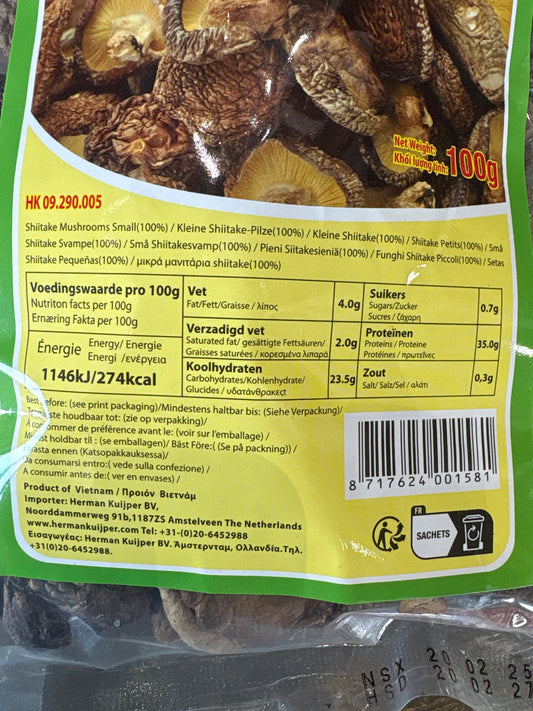 Net Weight:
Khối lượng tịnh: 100g
HK 09.290.005
Shiitake Mushrooms Small(100%) / Kleine Shiitake-Pilze(100%) / Kleine Shiitake(100%) / Shiitake Petits(100%) / Små
Shiitake Svampe(100%) / Små Shiitakesvamp(100%) / Pieni Siitakesieniä(100%) / Funghi Shiitake Piccoli(100%) / Setas
Shiitake Pequeñas(100%) / μικρά μανιτάρια shiitake(100%)
Voedingswaarde pro 100g
Nutriton facts per 100g
Ernæring Fakta per 100g
Énergie Energy/ Energie
Energi /ενέργεια
1146kJ/274kcal
Vet
Fat/Fett/Graisse / λίπος
4.0g
Verzadigd vet
Saturated fat/ gesättigte Fettsäuren/
Graisses saturées / κορεσμένα λιπαρά
2.0g
Koolhydraten
Carbohydrates/Kohlenhydrate/
Glucides / υδατάνθρακεςt
23.5g
Suikers
Sugars/Zucker
Sucres / ζάχαρη
0.7g
Proteïnen
Proteins / Proteine
Protéines / πρωτεΐνες
35.0g
Zout
Salt/ Salz/Sel / αλάτι
0,3g
Best before: (see print packaging)/Mindestens haltbar bis: (Siehe Verpackung)/
Tenminste houdbaar tot: (zie op verpakking)/
À consommer de préférence avant le: (voir sur l'emballage) /
Mindst holdbar til : (se emballagen)/ Bäst Före:( (Se på packning)) /
Parasta ennen (Katsopakkauksessa)/
Da consumarsi entro:(vede sulla confezione) /
A consumir antes de:( ver en envases) /
Product of Vietnam / Προϊόν Βιετνάμ
Importer: Herman Kuijper BV,
Noorddammerweg 91b,1187ZS Amstelveen The Netherlands
www.hermankuijper.com Tel: +31-(0)20-6452988
Εισαγωγέας: Herman Kuijper BV. Άμστερνταμ, Ολλανδία.Τηλ.
+31(0)20-6452988.
8 717624 001581
FR
SACHETS
NSX 20 02 25
HSD 20 02 27